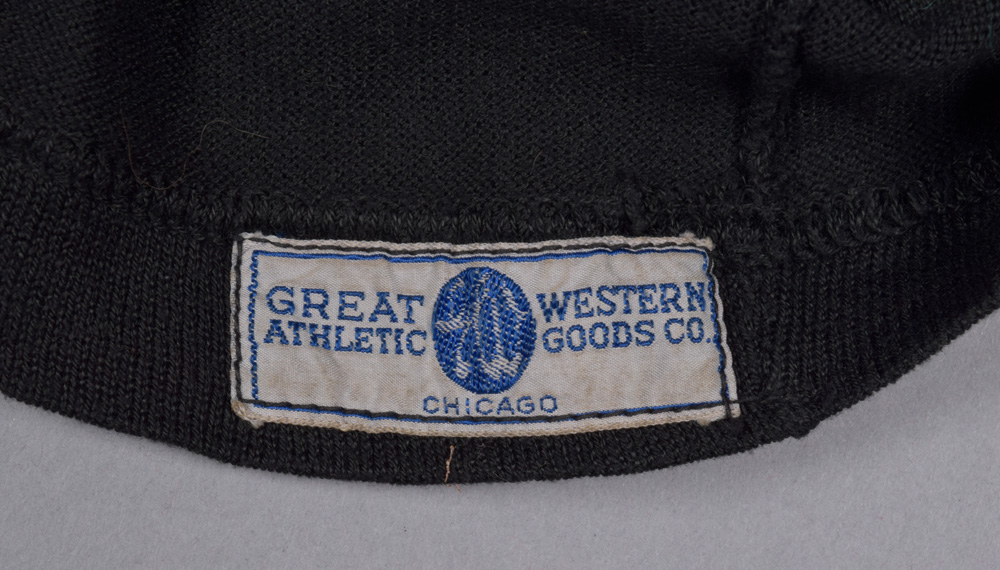 GREAT WESTERN
ATHLETIC GOODS CO.
CHICAGO